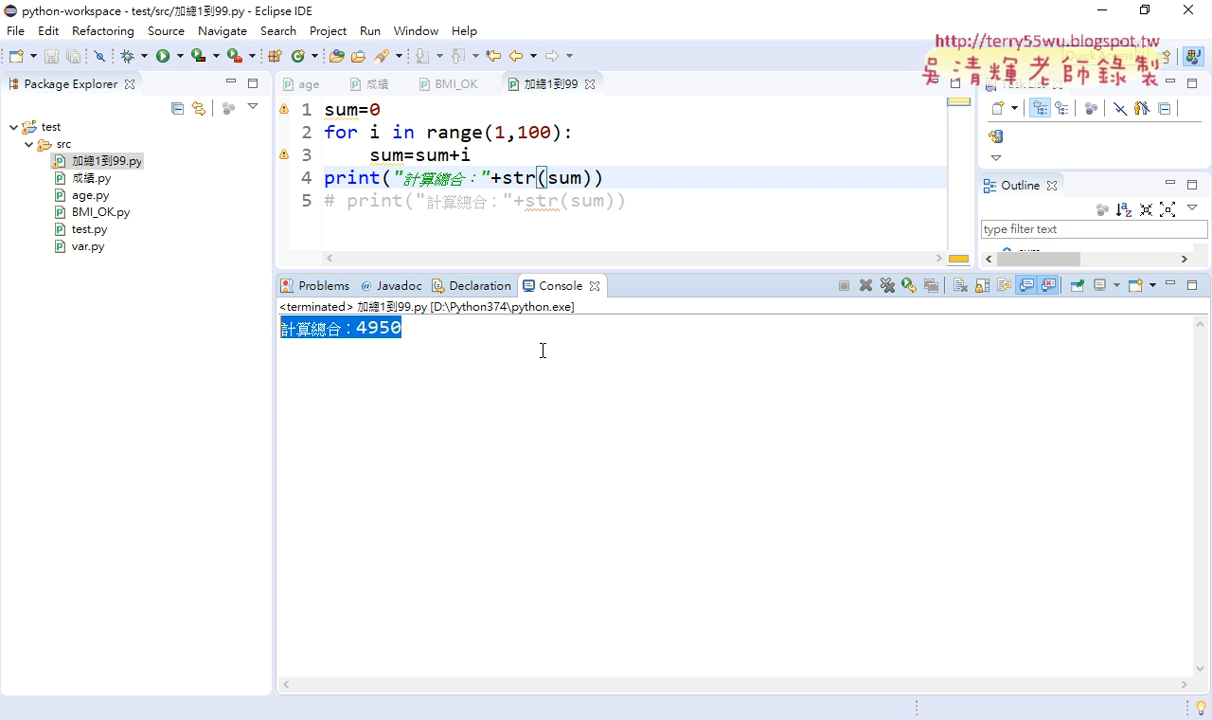 python-workspace - test/src/加總1到99.py - Eclipse IDE
File Edit Refactoring Source Navigate Search Project Run Window Help
http://terry55wu.blogspot.tw
吳清輝老師錄製
Package Explorer
age 成績 BMI_OK 加總1到99
test
src
加總1到99.py
成績.py
age.py
BMI_OK.py
test.py
var.py
1 sum=0
2 for i in range(1,100):
3 sum=sum+i
4 print("計算總合："+str(sum))
5 # print("計算總合："+str(sum))
Outline
type filter text
Problems @ Javadoc Declaration Console
<terminated> 加總1到99.py [D:\Python374\python.exe]
計算總合：4950